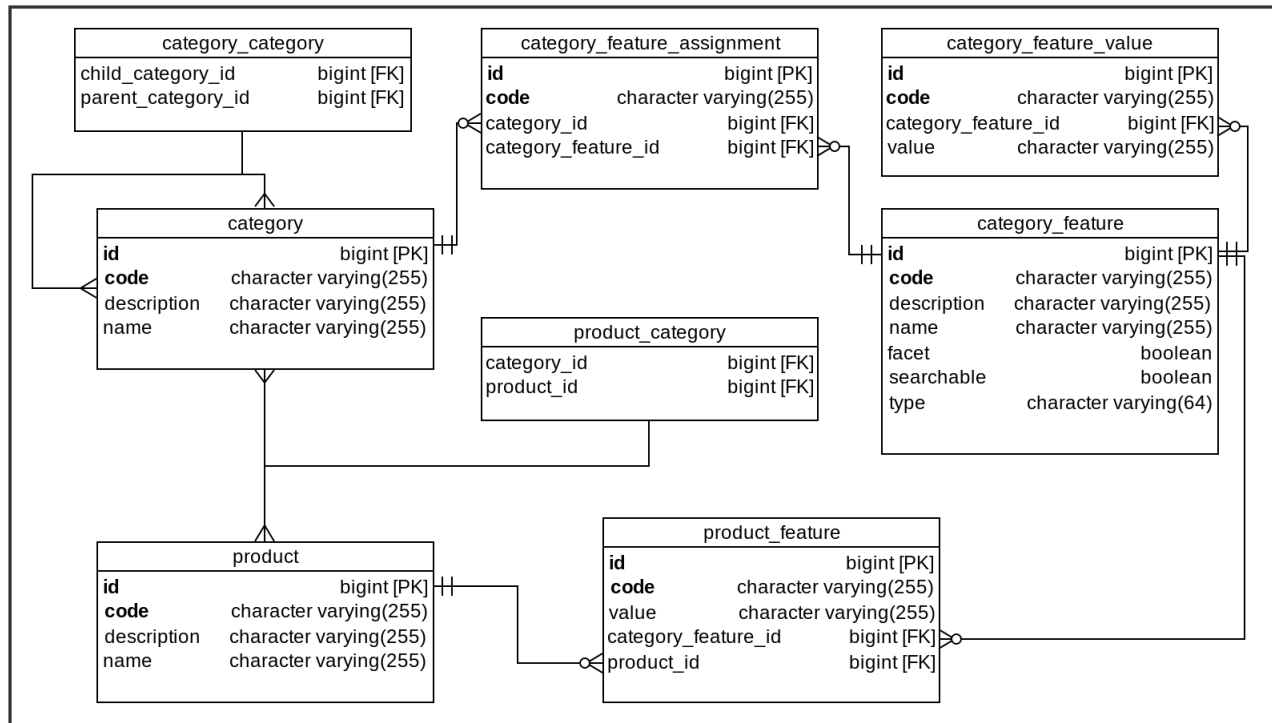 category_category
child_category_id bigint [FK]
parent_category_id bigint [FK]
category_feature_assignment
id bigint [PK]
code character varying(255)
category_id bigint [FK]
category_feature_id bigint [FK]
category_feature_value
id bigint [PK]
code character varying(255)
category_feature_id bigint [FK]
value character varying(255)
category
id bigint [PK]
code character varying(255)
description character varying(255)
name character varying(255)
category_feature
id bigint [PK]
code character varying(255)
description character varying(255)
name character varying(255)
facet boolean
searchable boolean
type character varying(64)
product_category
category_id bigint [FK]
product_id bigint [FK]
product
id bigint [PK]
code character varying(255)
description character varying(255)
name character varying(255)
product_feature
id bigint [PK]
code character varying(255)
value character varying(255)
category_feature_id bigint [FK]
product_id bigint [FK]